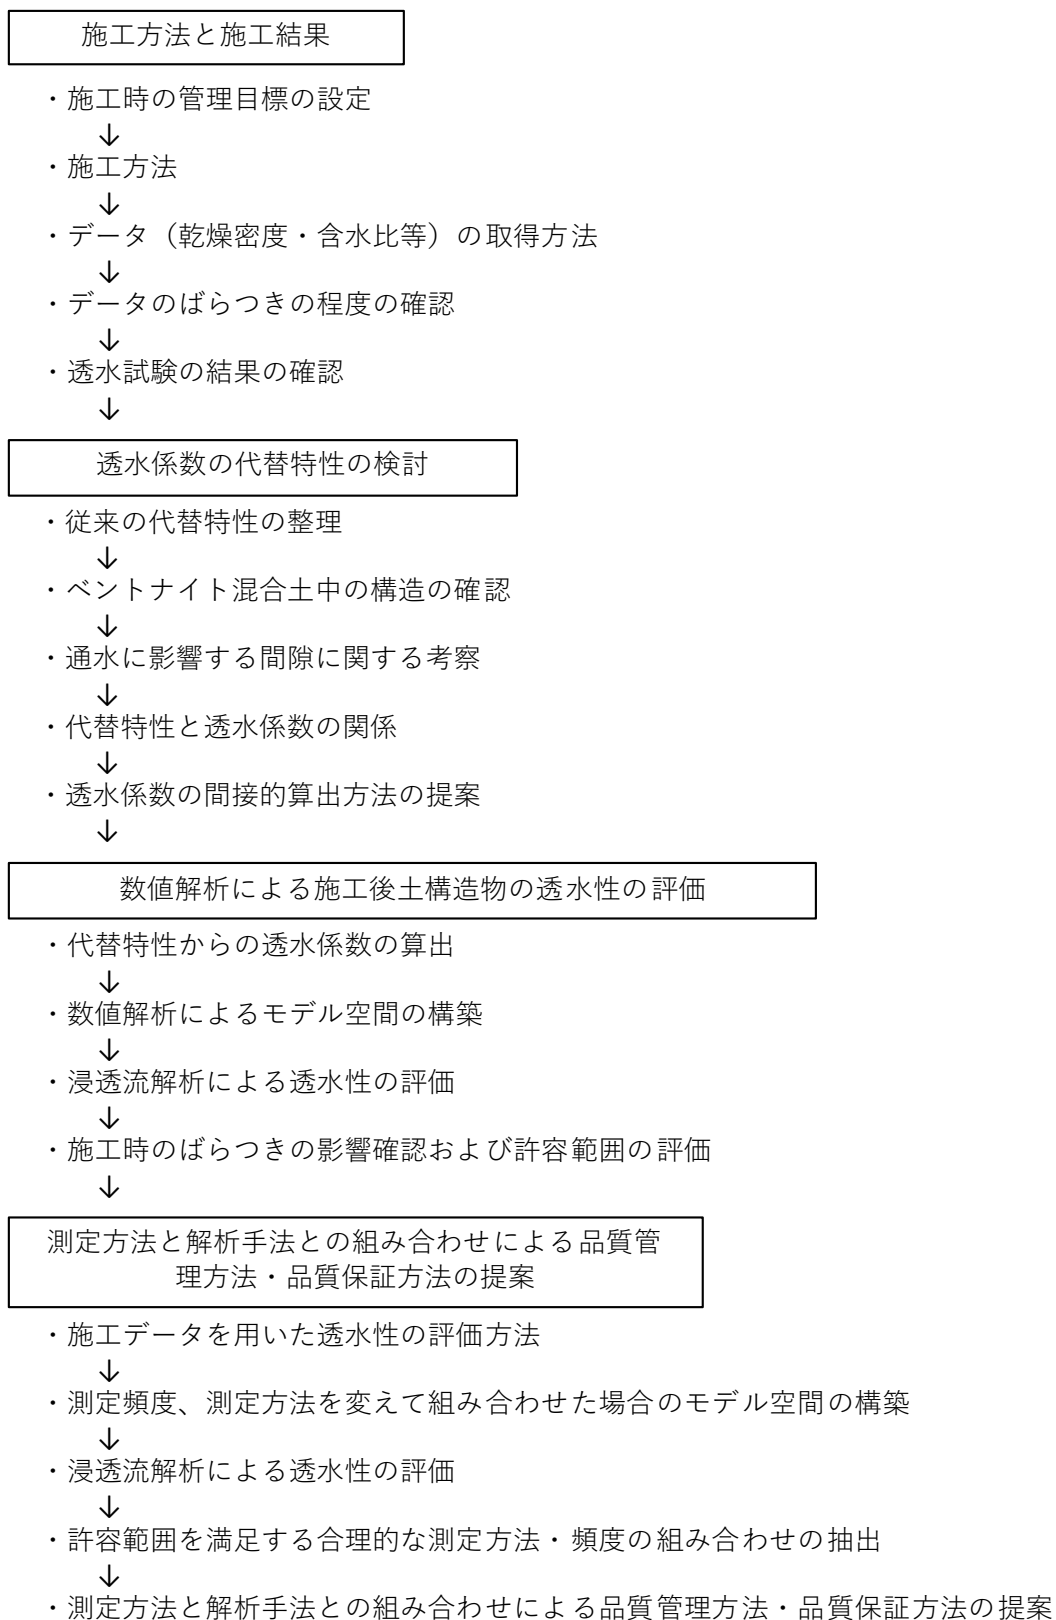 施工方法と施工結果
・施工時の管理目標の設定
↓
・施工方法
↓
・データ（乾燥密度・含水比等）の取得方法
↓
・データのばらつきの程度の確認
↓
・透水試験の結果の確認
↓
透水係数の代替特性の検討
・従来の代替特性の整理
↓
・ベントナイト混合土中の構造の確認
↓
・通水に影響する間隙に関する考察
↓
・代替特性と透水係数の関係
↓
・透水係数の間接的算出方法の提案
↓
数値解析による施工後土構造物の透水性の評価
・代替特性からの透水係数の算出
↓
・数値解析によるモデル空間の構築
↓
・浸透流解析による透水性の評価
↓
・施工時のばらつきの影響確認および許容範囲の評価
↓
測定方法と解析手法との組み合わせによる品質管
理方法・品質保証方法の提案
・施工データを用いた透水性の評価方法
↓
・測定頻度、測定方法を変えて組み合わせた場合のモデル空間の構築
↓
・浸透流解析による透水性の評価
↓
・許容範囲を満足する合理的な測定方法・頻度の組み合わせの抽出
↓
・測定方法と解析手法との組み合わせによる品質管理方法・品質保証方法の提案